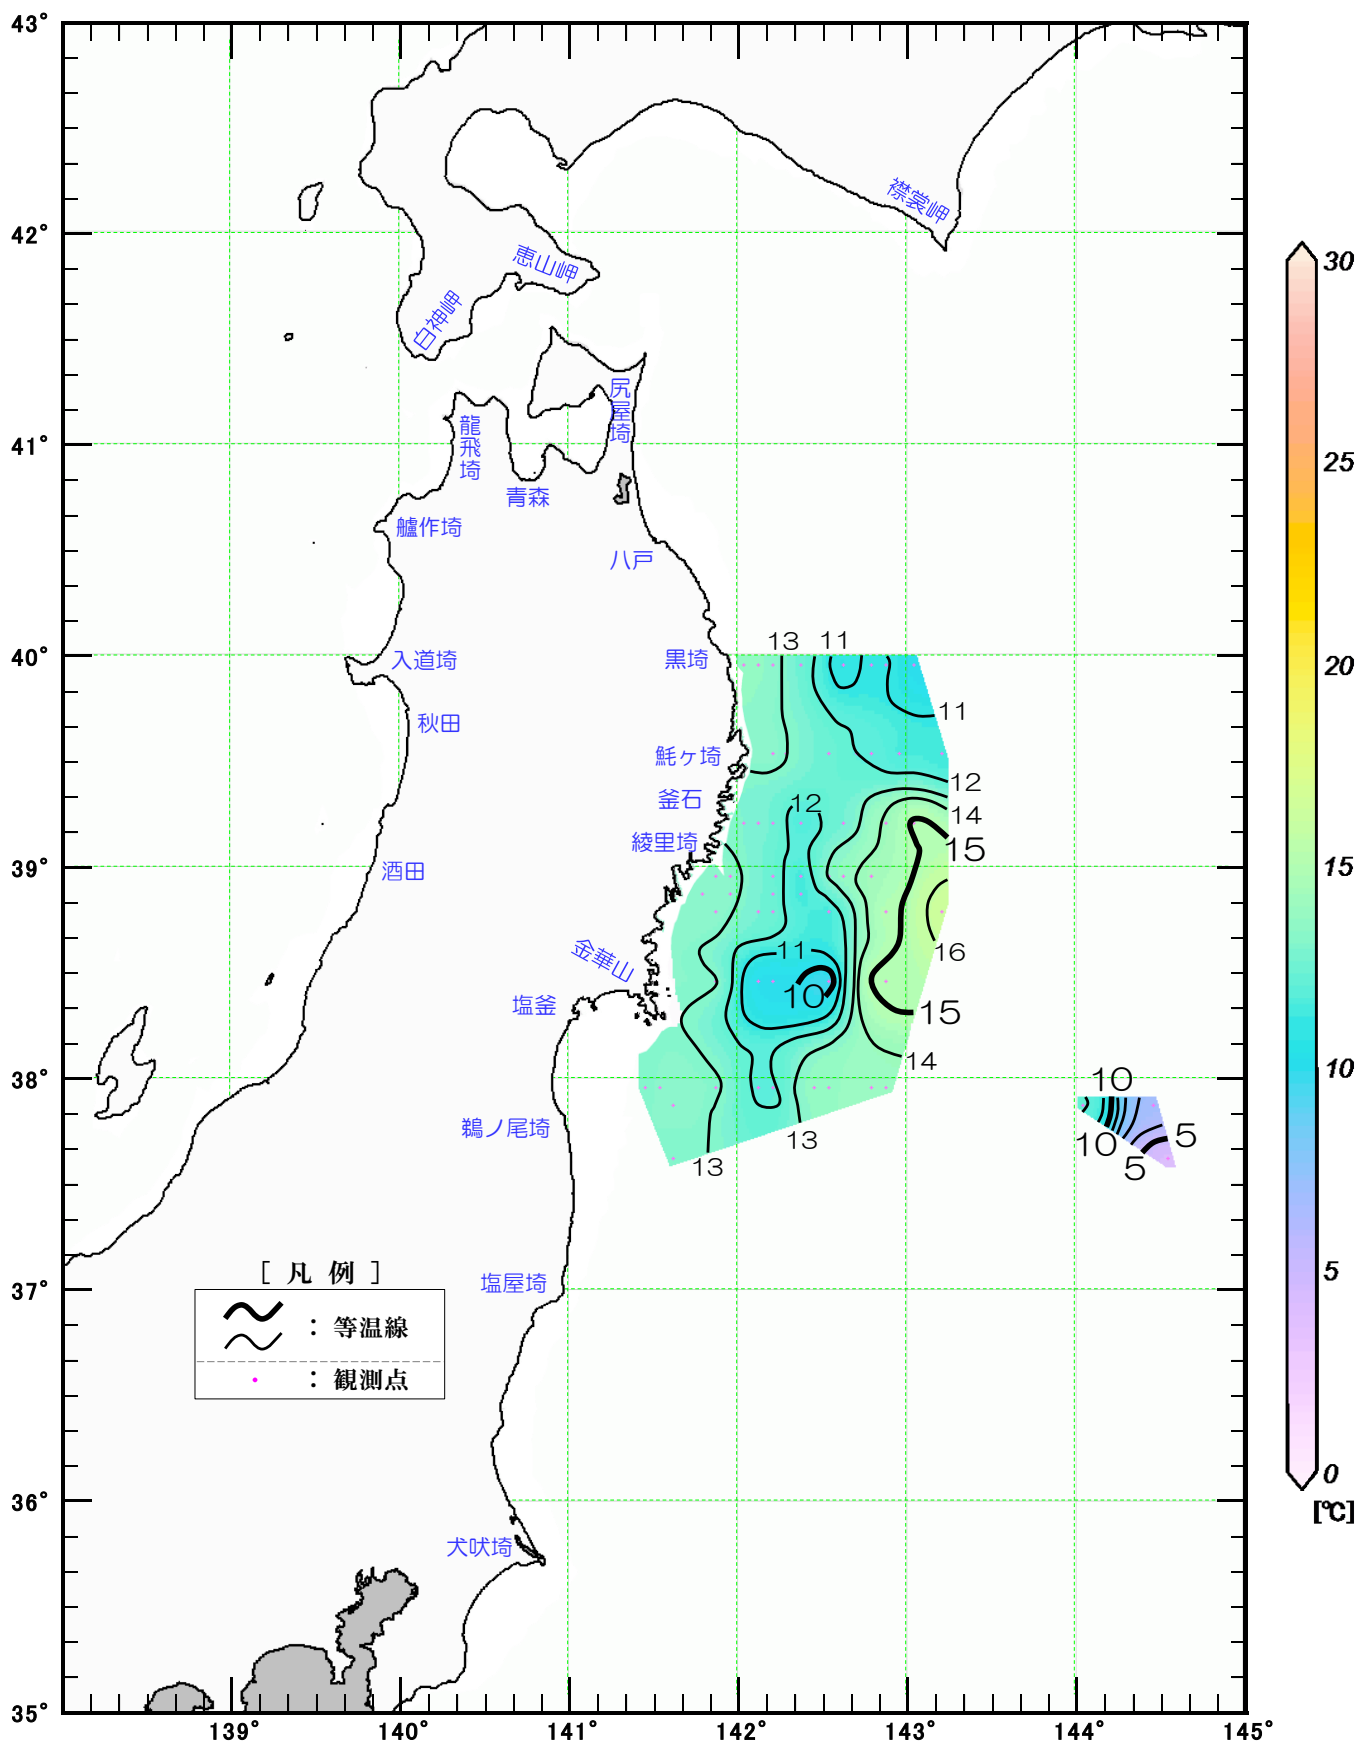 43°
42°
41°
40°
39°
38°
37°
36°
35°
139°
140°
141°
142°
143°
144°
145°
襟裳岬
恵山岬
白神岬
尻屋埼
龍飛埼
青森
艫作埼
八戸
入道埼
黒埼
秋田
魹ヶ埼
釜石
綾里埼
酒田
金華山
塩釜
鵜ノ尾埼
塩屋埼
犬吠埼
13
11
11
12
12
14
15
16
11
10
15
14
13
13
10
10
5
5
[ 凡 例 ]
：等温線
：観測点
30
25
20
15
10
5
0
[℃]